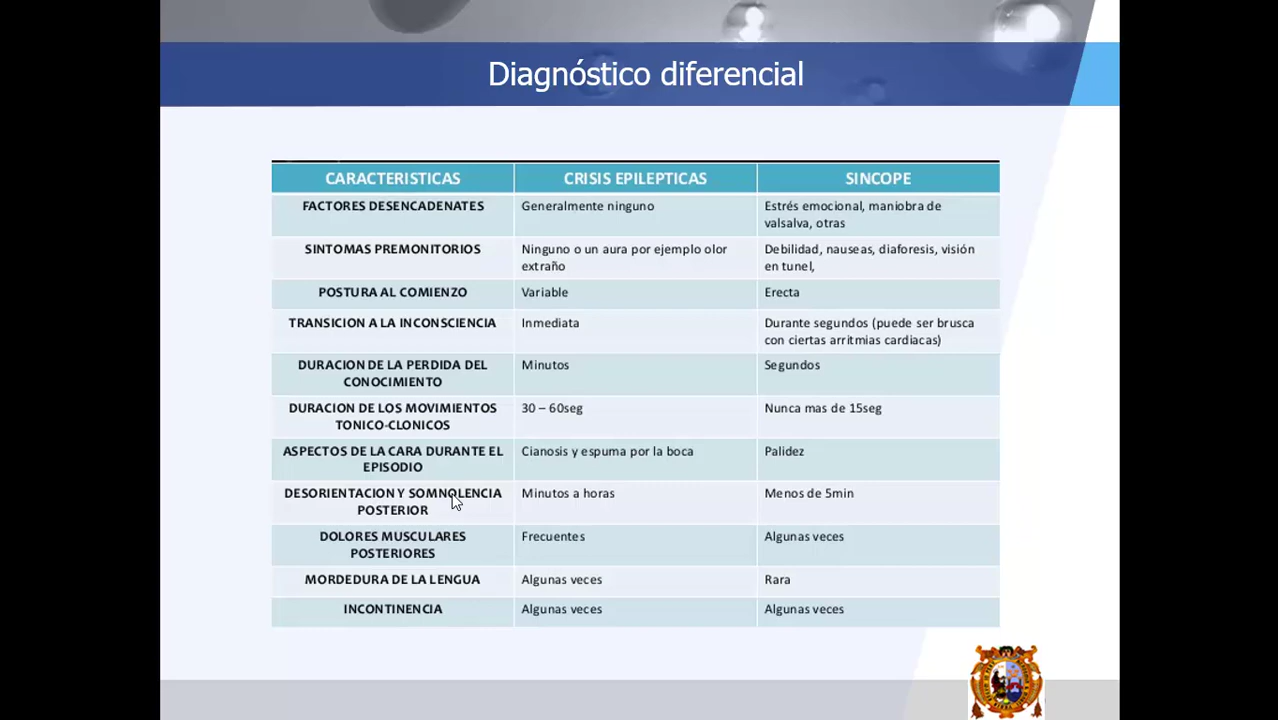 Diagnóstico diferencial
CARACTERISTICAS CRISIS EPILEPTICAS SINCOPE
FACTORES DESENCADENATES Generalmente ninguno Estrés emocional, maniobra de
valsalva, otras
SINTOMAS PREMONITORIOS Ninguno o un aura por ejemplo olor
extraño Debilidad, nauseas, diaforesis, visión
en tunel,
POSTURA AL COMIENZO Variable Erecta
TRANSICION A LA INCONSCIENCIA Inmediata Durante segundos (puede ser brusca
con ciertas arritmias cardiacas)
DURACION DE LA PERDIDA DEL
CONOCIMIENTO Minutos Segundos
DURACION DE LOS MOVIMIENTOS
TONICO-CLONICOS 30 – 60seg Nunca mas de 15seg
ASPECTOS DE LA CARA DURANTE EL
EPISODIO Cianosis y espuma por la boca Palidez
DESORIENTACION Y SOMNOLENCIA
POSTERIOR Minutos a horas Menos de 5min
DOLORES MUSCULARES
POSTERIORES Frecuentes Algunas veces
MORDEDURA DE LA LENGUA Algunas veces Rara
INCONTINENCIA Algunas veces Algunas veces